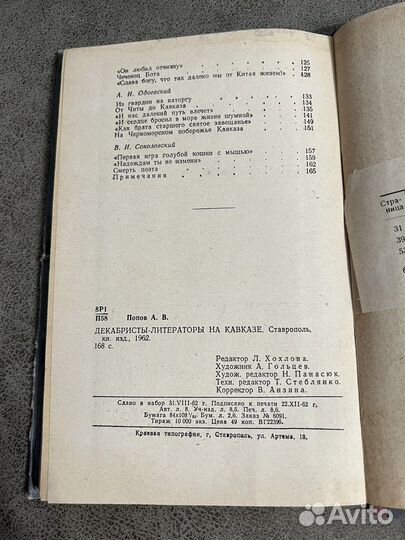 «Он любил отчизну» . . . . . . 125
Чеченец Бота . . . . . . 127
«Слава богу, что так далеко мы от Китая живем!» . . 128
А. И. Одоевский
Из гвардии на каторгу . . . . . 133
От Читы до Кавказа . . . . . 134
«И нас далекий путь влечет» . . . . 135
«И сердце бросил в море жизни шумной» . . . 141
«Как брата старшего святое завещанье» . . . 149
На Черноморском побережье Кавказа . . . 151
В. И. Соколовский
«Первая игра голубой кошки с мышью» . . . 157
«Надеждам ты не измени» . . . . . 159
Смерть поэта . . . . . . 162
Примечания . . . . . . 165
8Р1
П58 Попов А. В.
ДЕКАБРИСТЫ-ЛИТЕРАТОРЫ НА КАВКАЗЕ. Ставрополь,
кн. изд., 1962.
168 с.
Редактор Л. Хохлова.
Художник А. Гольцев.
Худож. редактор Н. Панасюк.
Техн. редактор Т. Стеблянко.
Корректор В. Аизина.
Сдано в набор 31.VIII-62 г. Подписано к печати 22.XII-62 г.
Авт. л. 8. Уч-изд. л. 8,5. Печ. л. 8,6.
Бумага 84х108¹/₃₂. Бум. л. 2,6. Заказ № 6091.
Тираж 10 000 экз. Цена 49 коп. ВГ22395.
Краевая типография, г. Ставрополь, ул. Артема, 18.
Стра-
ница
31
39
Avito